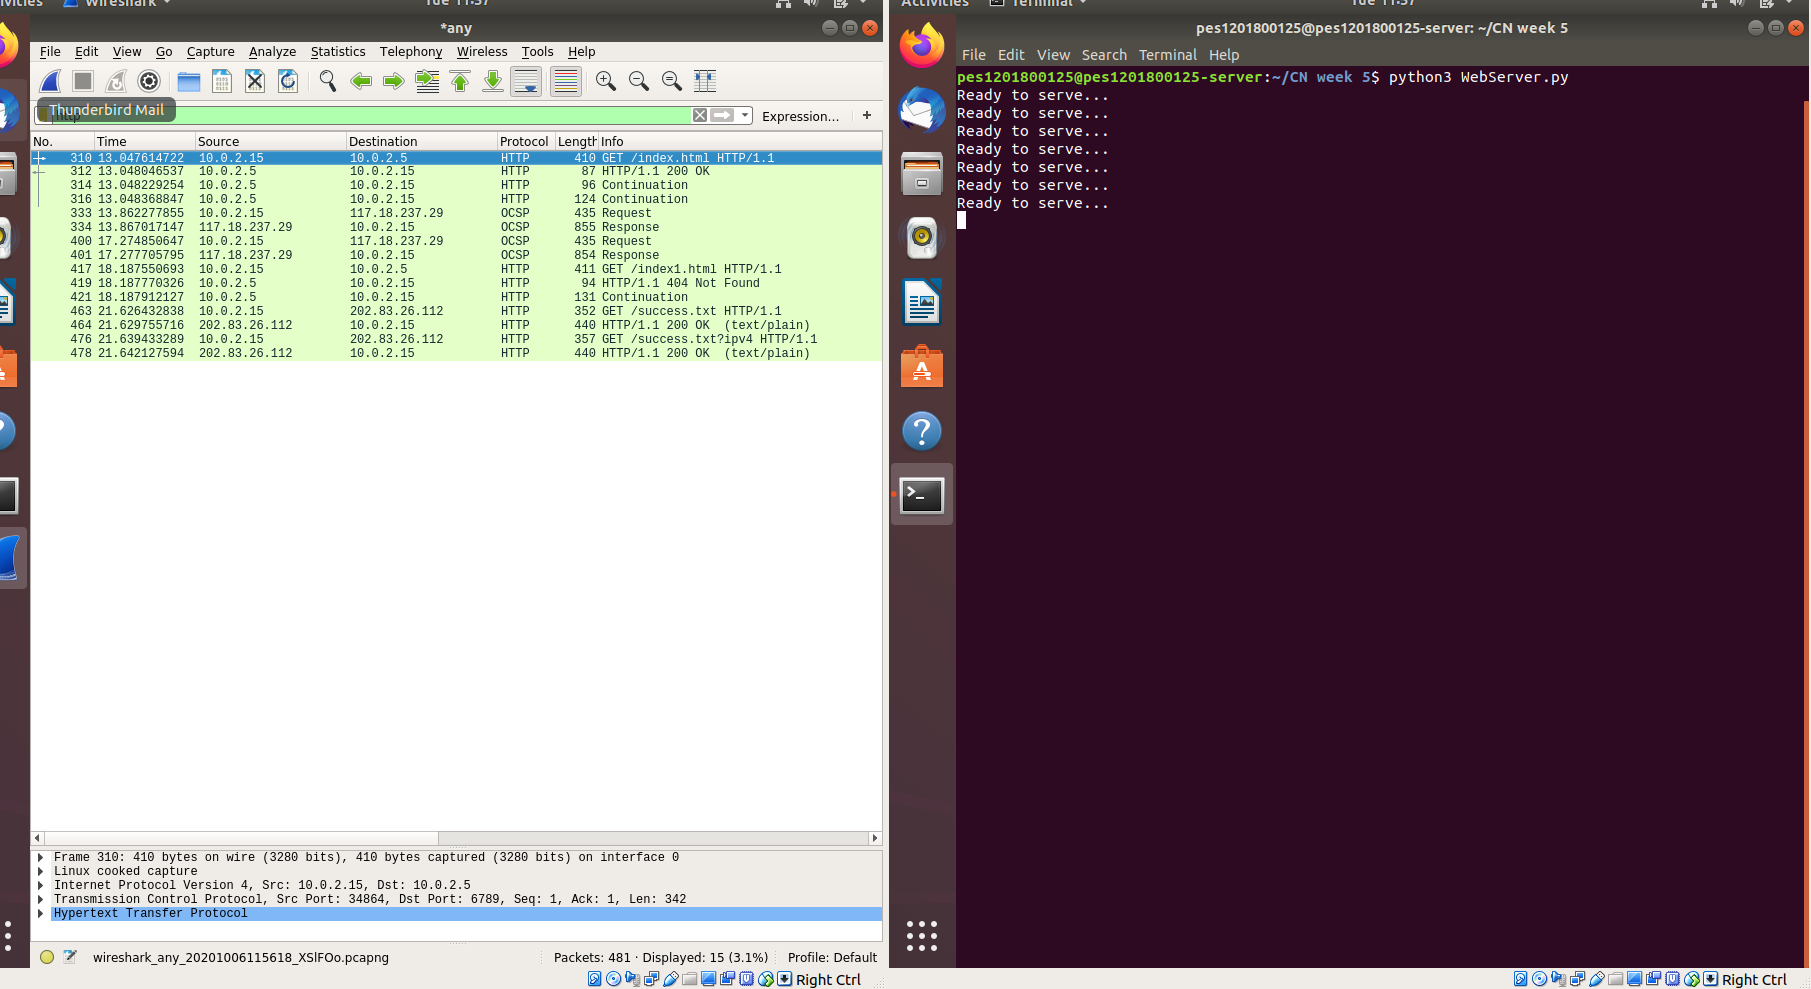 ivities Wireshark Tue 11:57
*any
File Edit View Go Capture Analyze Statistics Telephony Wireless Tools Help
Thunderbird Mail
http
Expression… +
No. Time Source Destination Protocol Length Info
310 13.047614722 10.0.2.15 10.0.2.5 HTTP 410 GET /index.html HTTP/1.1
312 13.048046537 10.0.2.5 10.0.2.15 HTTP 87 HTTP/1.1 200 OK
314 13.048229254 10.0.2.5 10.0.2.15 HTTP 96 Continuation
316 13.048368847 10.0.2.5 10.0.2.15 HTTP 124 Continuation
333 13.862277855 10.0.2.15 117.18.237.29 OCSP 435 Request
334 13.867017147 117.18.237.29 10.0.2.15 OCSP 855 Response
400 17.274850647 10.0.2.15 117.18.237.29 OCSP 435 Request
401 17.277705795 117.18.237.29 10.0.2.15 OCSP 854 Response
417 18.187550693 10.0.2.15 10.0.2.5 HTTP 411 GET /index1.html HTTP/1.1
419 18.187770326 10.0.2.5 10.0.2.15 HTTP 94 HTTP/1.1 404 Not Found
421 18.187912127 10.0.2.5 10.0.2.15 HTTP 131 Continuation
463 21.626432838 10.0.2.15 202.83.26.112 HTTP 352 GET /success.txt HTTP/1.1
464 21.629755716 202.83.26.112 10.0.2.15 HTTP 440 HTTP/1.1 200 OK (text/plain)
476 21.639433289 10.0.2.15 202.83.26.112 HTTP 357 GET /success.txt?ipv4 HTTP/1.1
478 21.642127594 202.83.26.112 10.0.2.15 HTTP 440 HTTP/1.1 200 OK (text/plain)
Frame 310: 410 bytes on wire (3280 bits), 410 bytes captured (3280 bits) on interface 0
Linux cooked capture
Internet Protocol Version 4, Src: 10.0.2.15, Dst: 10.0.2.5
Transmission Control Protocol, Src Port: 34864, Dst Port: 6789, Seq: 1, Ack: 1, Len: 342
Hypertext Transfer Protocol
wireshark_any_20201006115618_XSlFOo.pcapng Packets: 481 · Displayed: 15 (3.1%) Profile: Default
Right Ctrl
Activities Terminal Tue 11:57
pes1201800125@pes1201800125-server: ~/CN week 5
File Edit View Search Terminal Help
pes1201800125@pes1201800125-server:~/CN week 5$ python3 WebServer.py
Ready to serve...
Ready to serve...
Ready to serve...
Ready to serve...
Ready to serve...
Ready to serve...
Ready to serve...
Right Ctrl